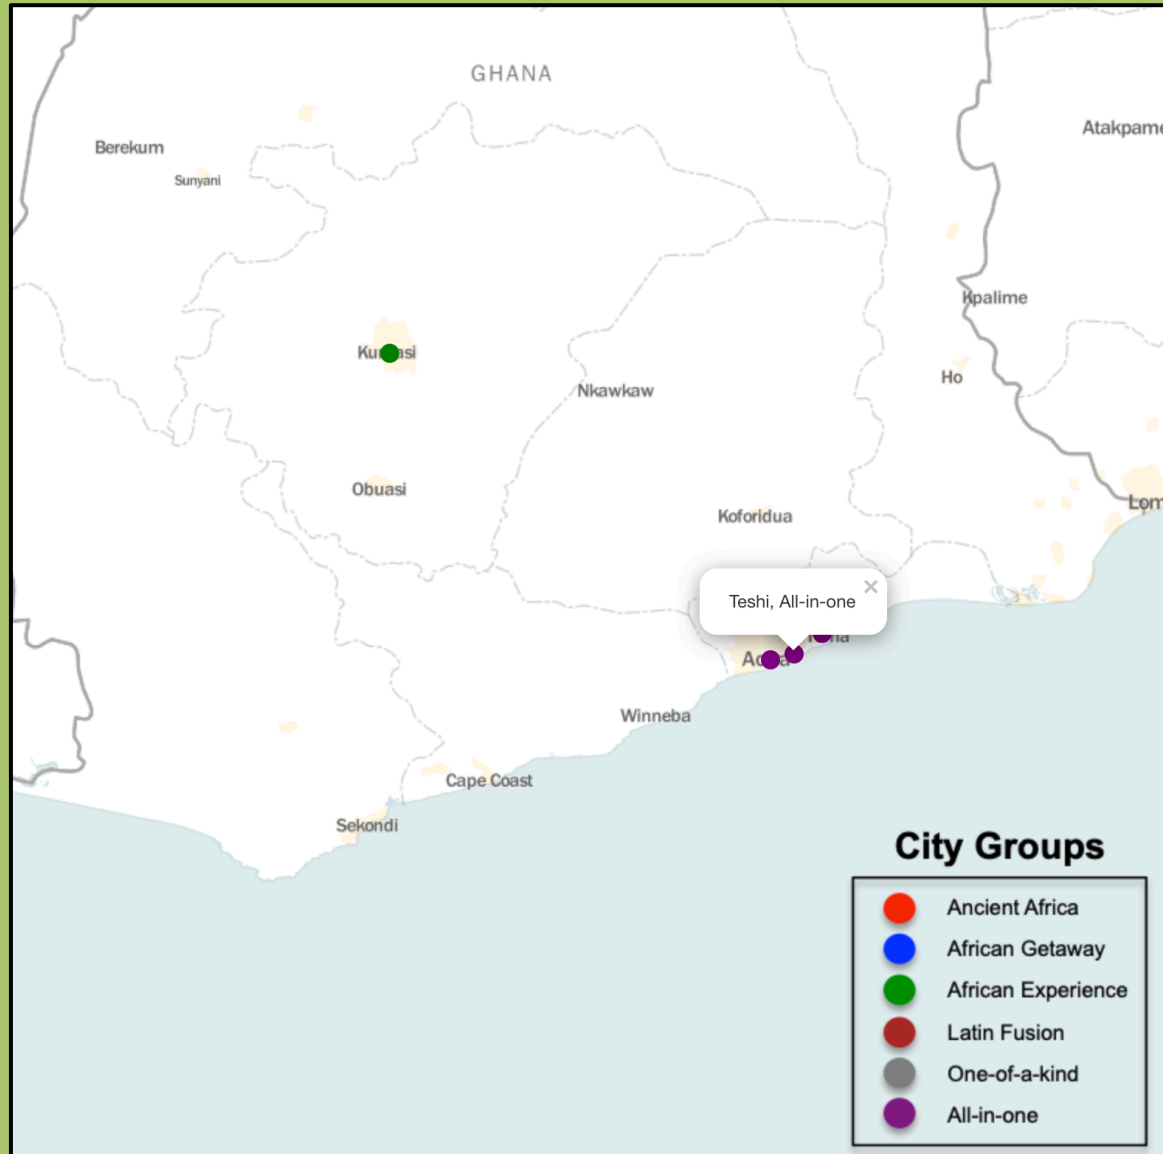 GHANA
Atakpame
Berekum
Sunyani
Kpalime
Ho
Nkawkaw
Obuasi
Koforidua
Teshi, All-in-one
×
Winneba
Cape Coast
Sekondi
City Groups
Ancient Africa
African Getaway
African Experience
Latin Fusion
One-of-a-kind
All-in-one